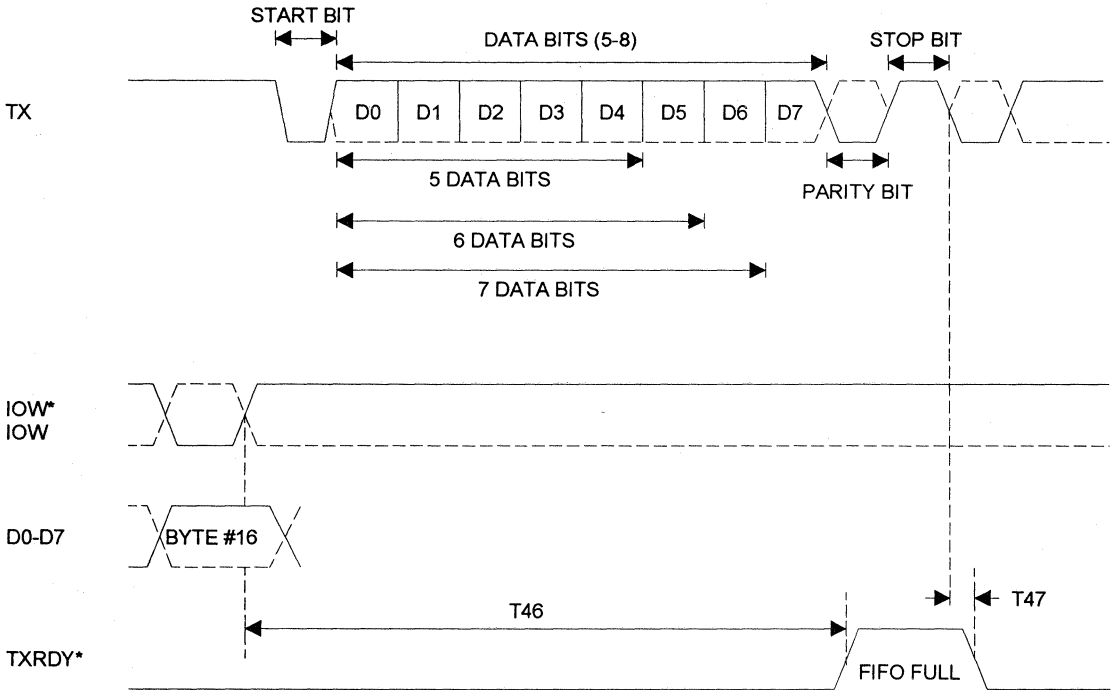 START BIT
DATA BITS (5-8)
STOP BIT
TX
D0 D1 D2 D3 D4 D5 D6 D7
5 DATA BITS
PARITY BIT
6 DATA BITS
7 DATA BITS
IOW*
IOW
D0-D7
BYTE #16
T46
T47
TXRDY*
FIFO FULL